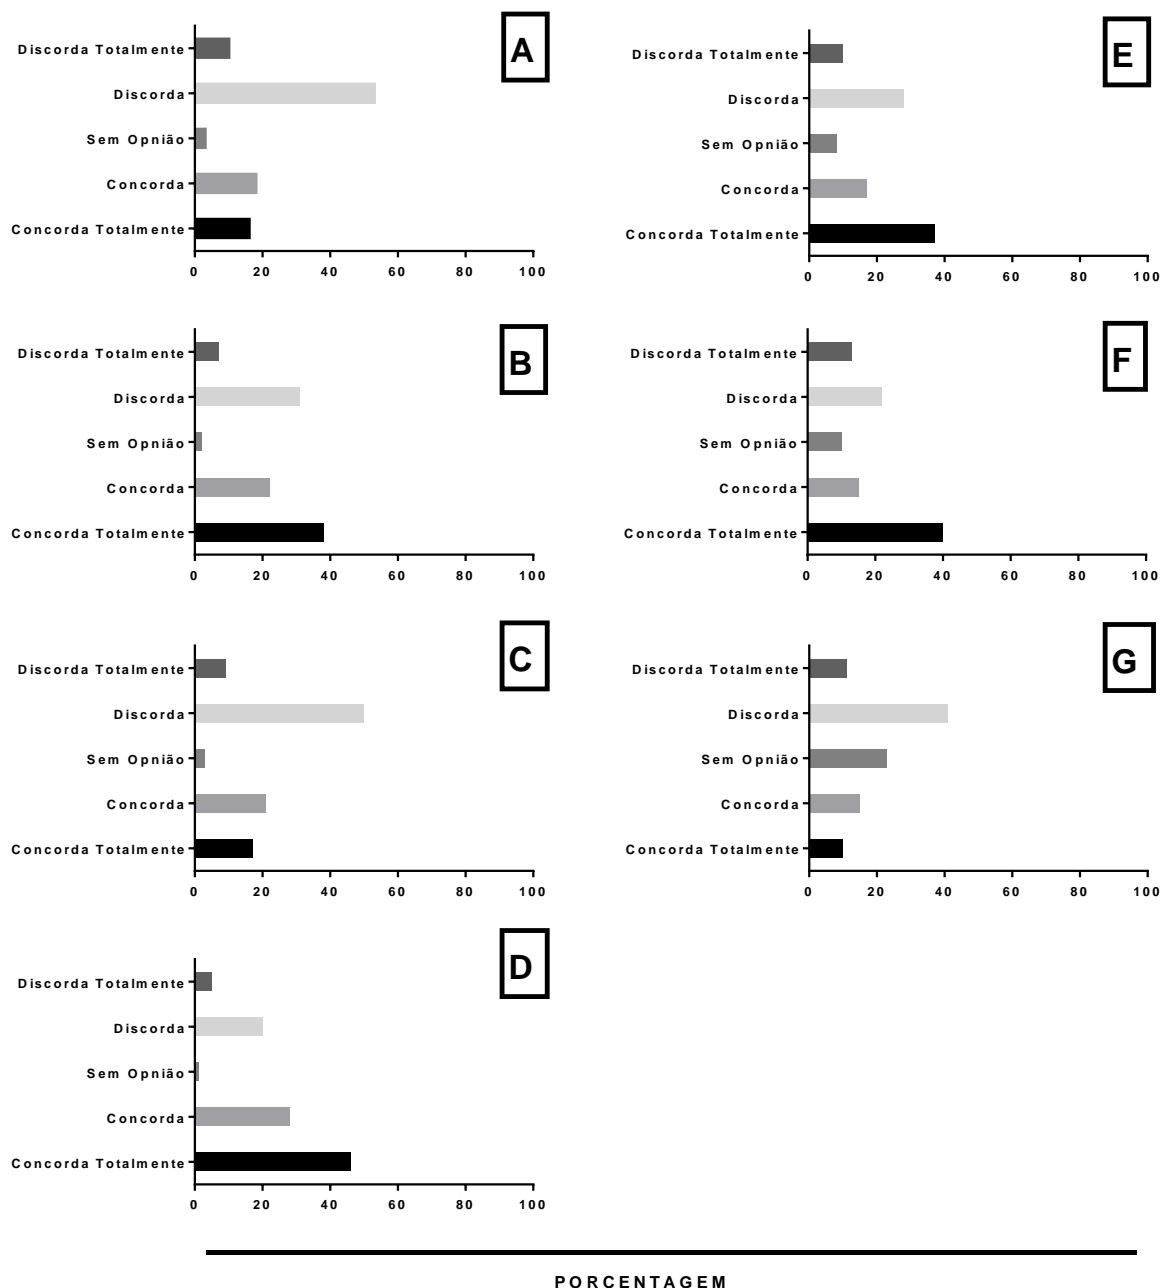 A
Discorda Totalmente
Discorda
Sem Opnião
Concorda
Concorda Totalmente
0 20 40 60 80 100
E
Discorda Totalmente
Discorda
Sem Opnião
Concorda
Concorda Totalmente
0 20 40 60 80 100
B
Discorda Totalmente
Discorda
Sem Opnião
Concorda
Concorda Totalmente
0 20 40 60 80 100
F
Discorda Totalmente
Discorda
Sem Opnião
Concorda
Concorda Totalmente
0 20 40 60 80 100
C
Discorda Totalmente
Discorda
Sem Opnião
Concorda
Concorda Totalmente
0 20 40 60 80 100
G
Discorda Totalmente
Discorda
Sem Opnião
Concorda
Concorda Totalmente
0 20 40 60 80 100
D
Discorda Totalmente
Discorda
Sem Opnião
Concorda
Concorda Totalmente
0 20 40 60 80 100
PORCENTAGEM